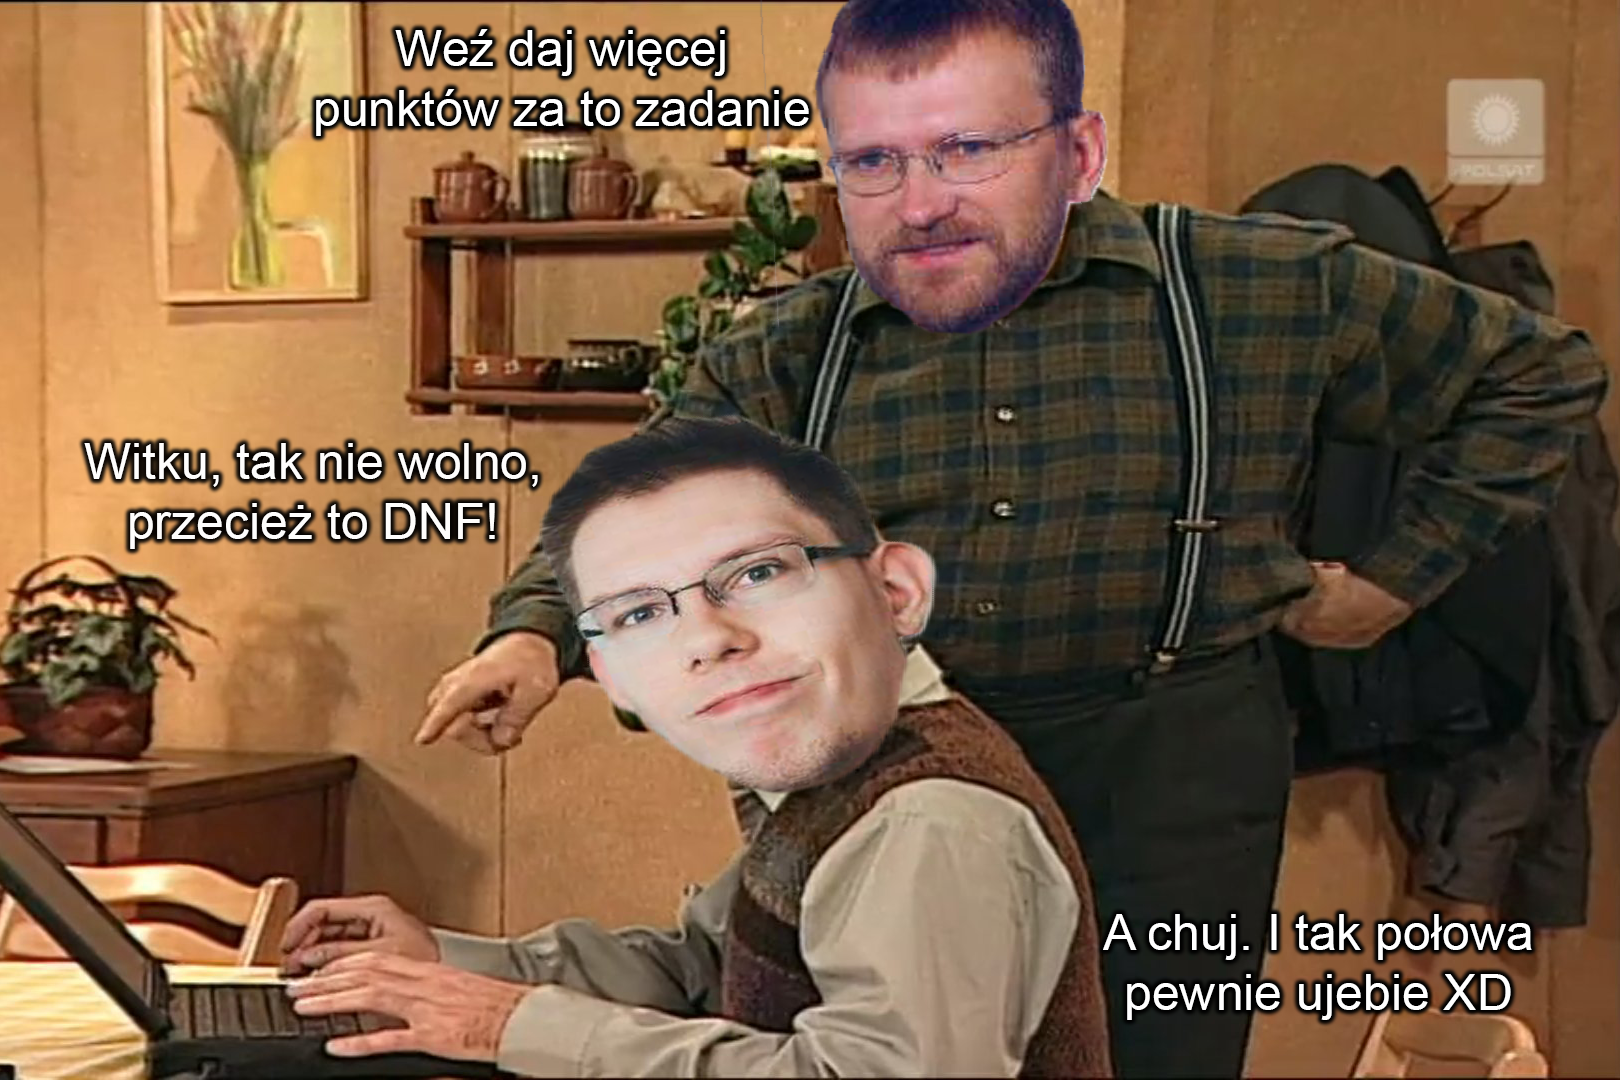 Weź daj więcej
punktów za to zadanie
POLSAT
Witku, tak nie wolno,
przecież to DNF!
A chuj. I tak połowa
pewnie ujebie XD